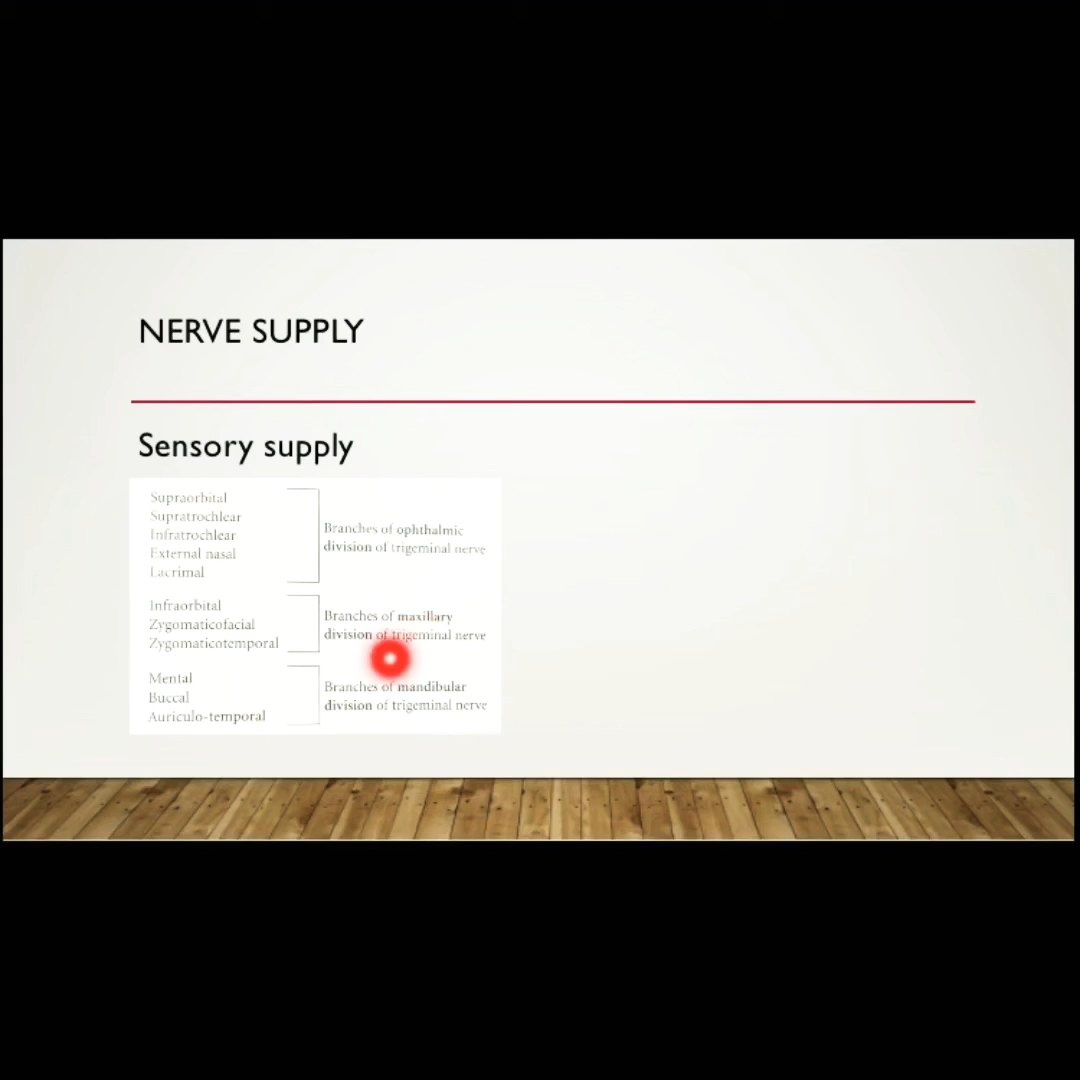 NERVE SUPPLY
Sensory supply
Supraorbital
Supratrochlear
Infratrochlear
External nasal
Lacrimal
Branches of ophthalmic
division of trigeminal nerve
Infraorbital
Zygomaticofacial
Zygomaticotemporal
Branches of maxillary
division of trigeminal nerve
Mental
Buccal
Auriculo-temporal
Branches of mandibular
division of trigeminal nerve